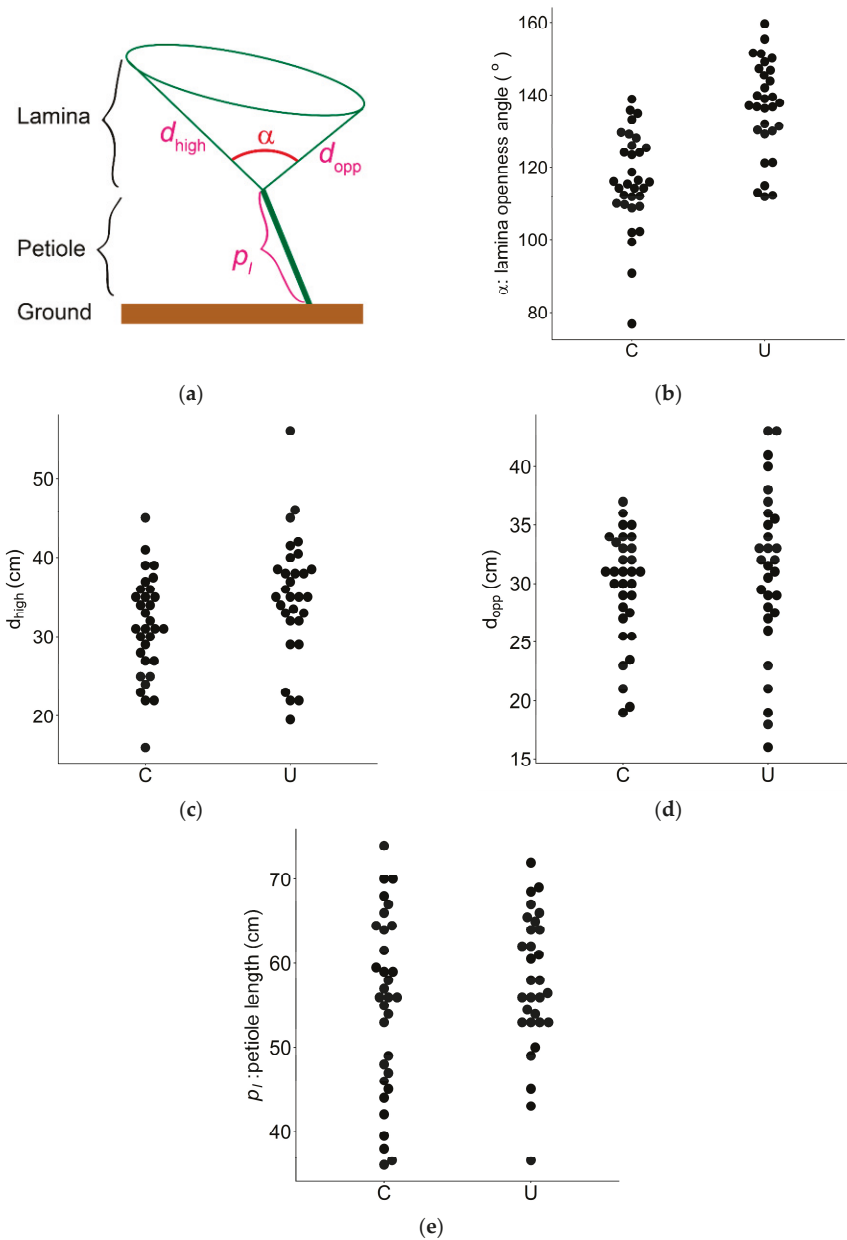 Lamina
d_high
α
d_opp
Petiole
p_l
Ground
(a)
α: lamina openness angle ( ° )
160
140
120
100
80
C U
(b)
d_high (cm)
50
40
30
20
C U
(c)
d_opp (cm)
40
35
30
25
20
15
C U
(d)
p_l :petiole length (cm)
70
60
50
40
C U
(e)